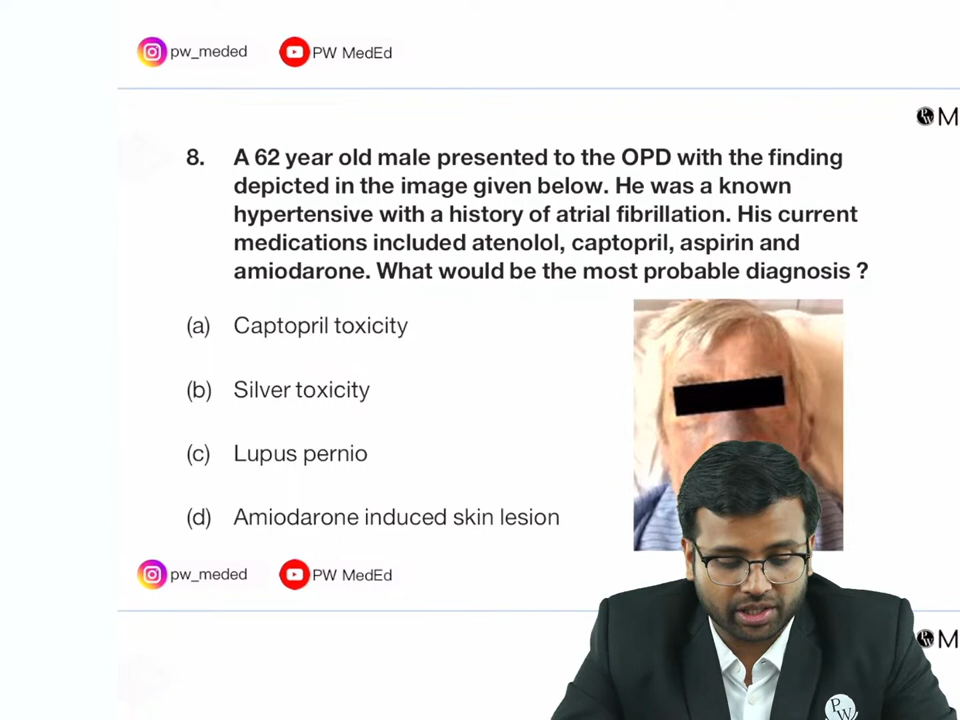 pw_meded PW MedEd
M
8. A 62 year old male presented to the OPD with the finding
depicted in the image given below. He was a known
hypertensive with a history of atrial fibrillation. His current
medications included atenolol, captopril, aspirin and
amiodarone. What would be the most probable diagnosis ?
(a) Captopril toxicity
(b) Silver toxicity
(c) Lupus pernio
(d) Amiodarone induced skin lesion
pw_meded PW MedEd
M
PW